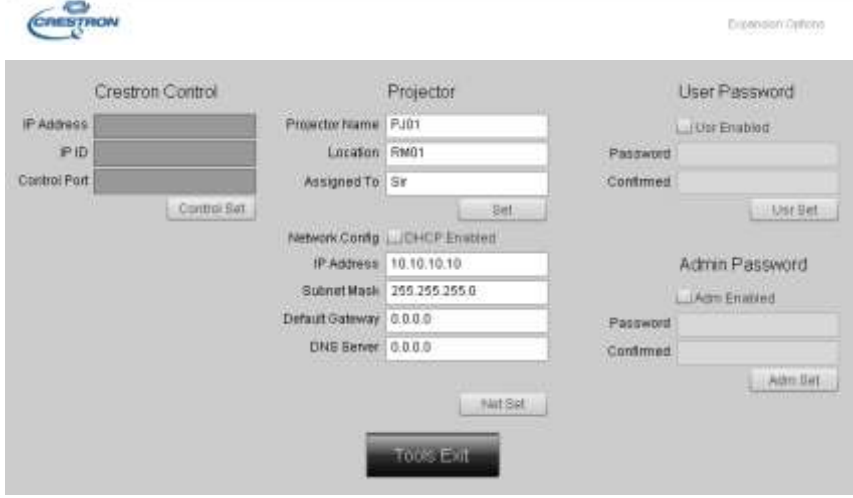 CRESTRON
Expansion Options
Crestron Control
IP Address
IP ID
Control Port
Control Set
Projector
Projector Name PJ01
Location RM01
Assigned To Sir
Set
Network Config DHCP Enabled
IP Address 10.10.10.10
Subnet Mask 255.255.255.0
Default Gateway 0.0.0.0
DNS Server 0.0.0.0
Net Set
Tools Exit
User Password
Usr Enabled
Password
Confirmed
Usr Set
Admin Password
Adm Enabled
Password
Confirmed
Adm Set